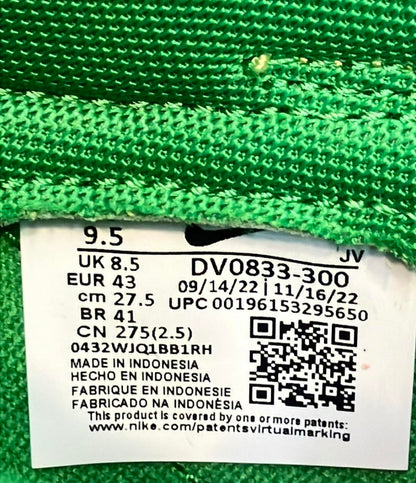 9.5 JV
UK 8.5 DV0833-300
EUR 43 09/14/22 | 11/16/22
cm 27.5 UPC 00196153295650
BR 41
CN 275(2.5)
0432WJQ1BB1RH
MADE IN INDONESIA
HECHO EN INDONESIA
FABRIQUE EN INDONESIE
FABRICADO NA INDONÉSIA
This product is covered by one or more patents:
www.nike.com/patentsvirtualmarking